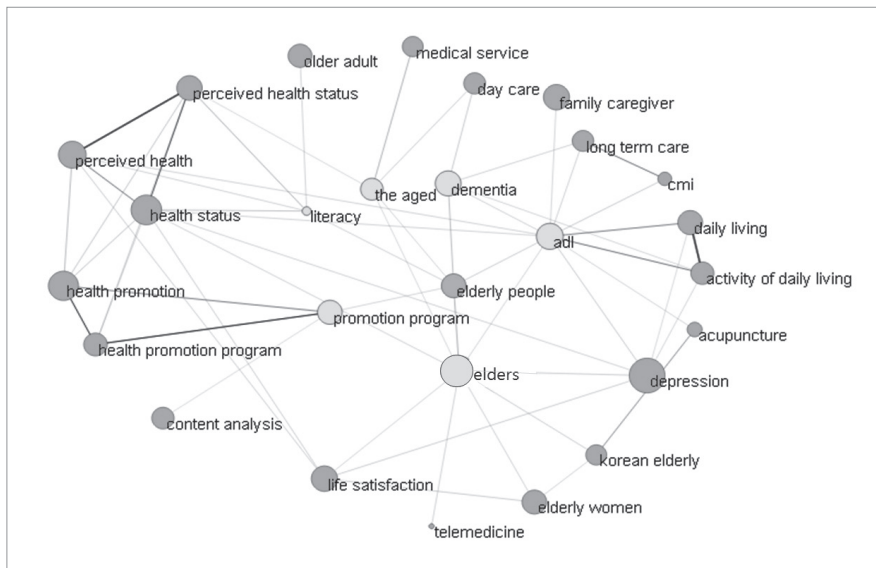 older adult
medical service
perceived health status
day care
family caregiver
long term care
perceived health
cmi
the aged
dementia
health status
literacy
daily living
adl
activity of daily living
health promotion
elderly people
promotion program
acupuncture
health promotion program
elders
depression
content analysis
korean elderly
life satisfaction
elderly women
telemedicine